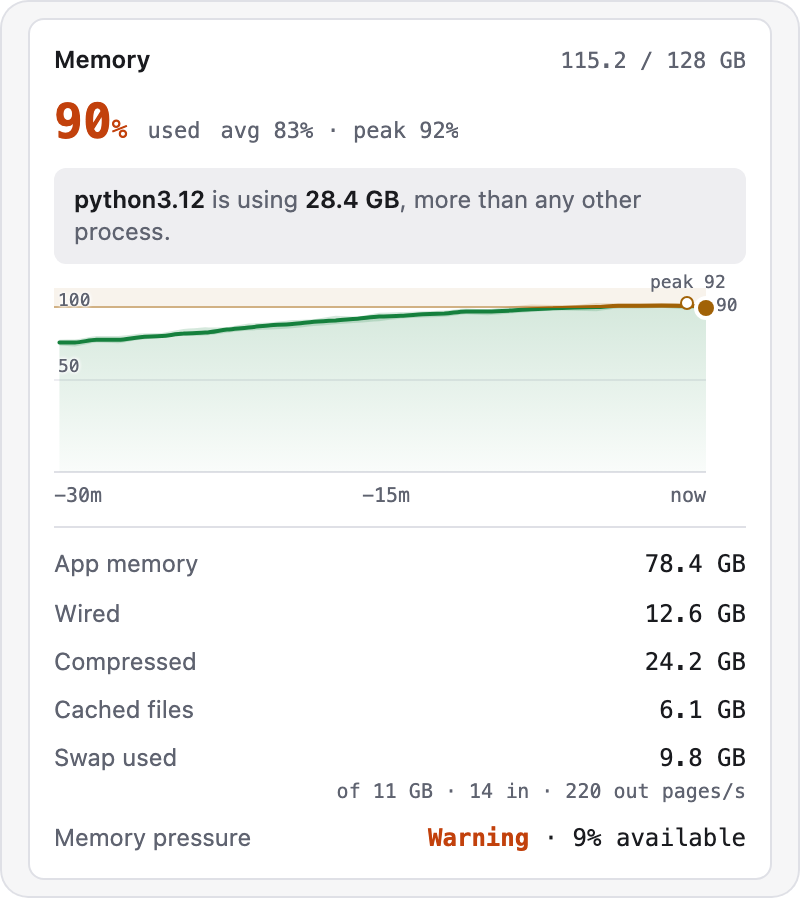 Memory 115.2 / 128 GB
90% used avg 83% · peak 92%
python3.12 is using 28.4 GB, more than any other
process.
peak 92
100
90
50
−30m −15m now
App memory 78.4 GB
Wired 12.6 GB
Compressed 24.2 GB
Cached files 6.1 GB
Swap used 9.8 GB
of 11 GB · 14 in · 220 out pages/s
Memory pressure Warning · 9% available